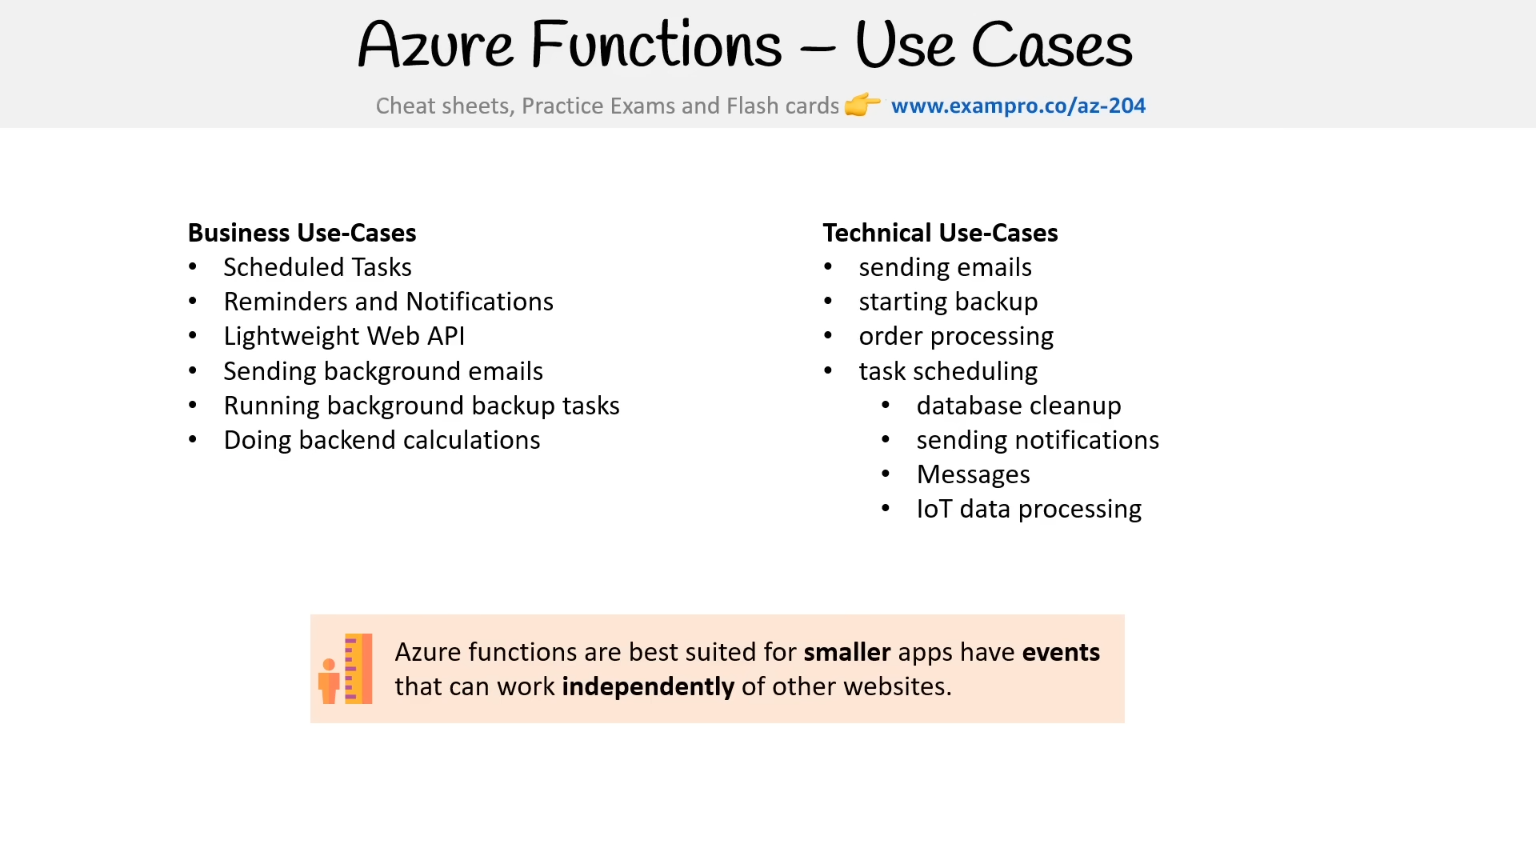 Azure Functions – Use Cases
Cheat sheets, Practice Exams and Flash cards 👉 www.exampro.co/az-204
Business Use-Cases
• Scheduled Tasks
• Reminders and Notifications
• Lightweight Web API
• Sending background emails
• Running background backup tasks
• Doing backend calculations
Technical Use-Cases
• sending emails
• starting backup
• order processing
• task scheduling
• database cleanup
• sending notifications
• Messages
• IoT data processing
Azure functions are best suited for smaller apps have events
that can work independently of other websites.